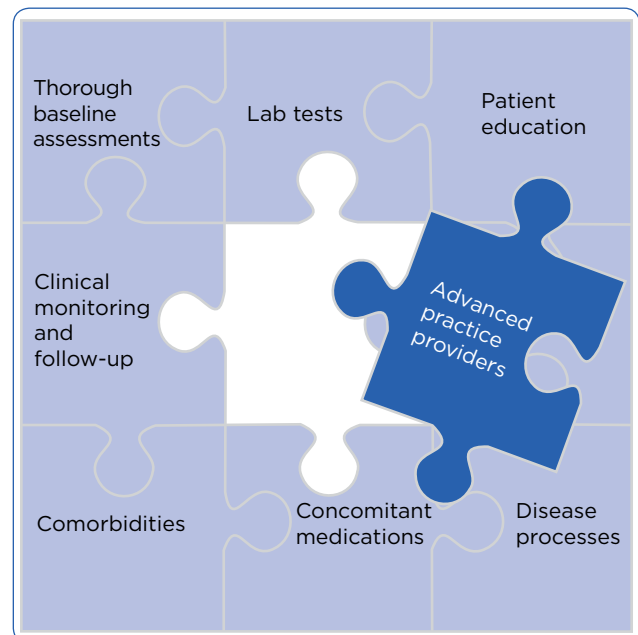 Thorough
baseline
assessments
Lab tests
Patient
education
Clinical
monitoring
and
follow-up
Advanced
practice
providers
Comorbidities
Concomitant
medications
Disease
processes